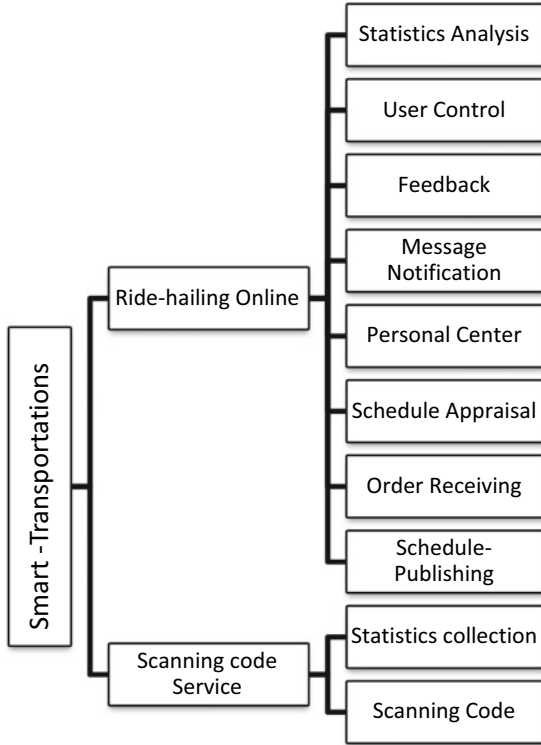 Smart -Transportations
Ride-hailing Online
Statistics Analysis
User Control
Feedback
Message
Notification
Personal Center
Schedule Appraisal
Order Receiving
Schedule-
Publishing
Scanning code
Service
Statistics collection
Scanning Code